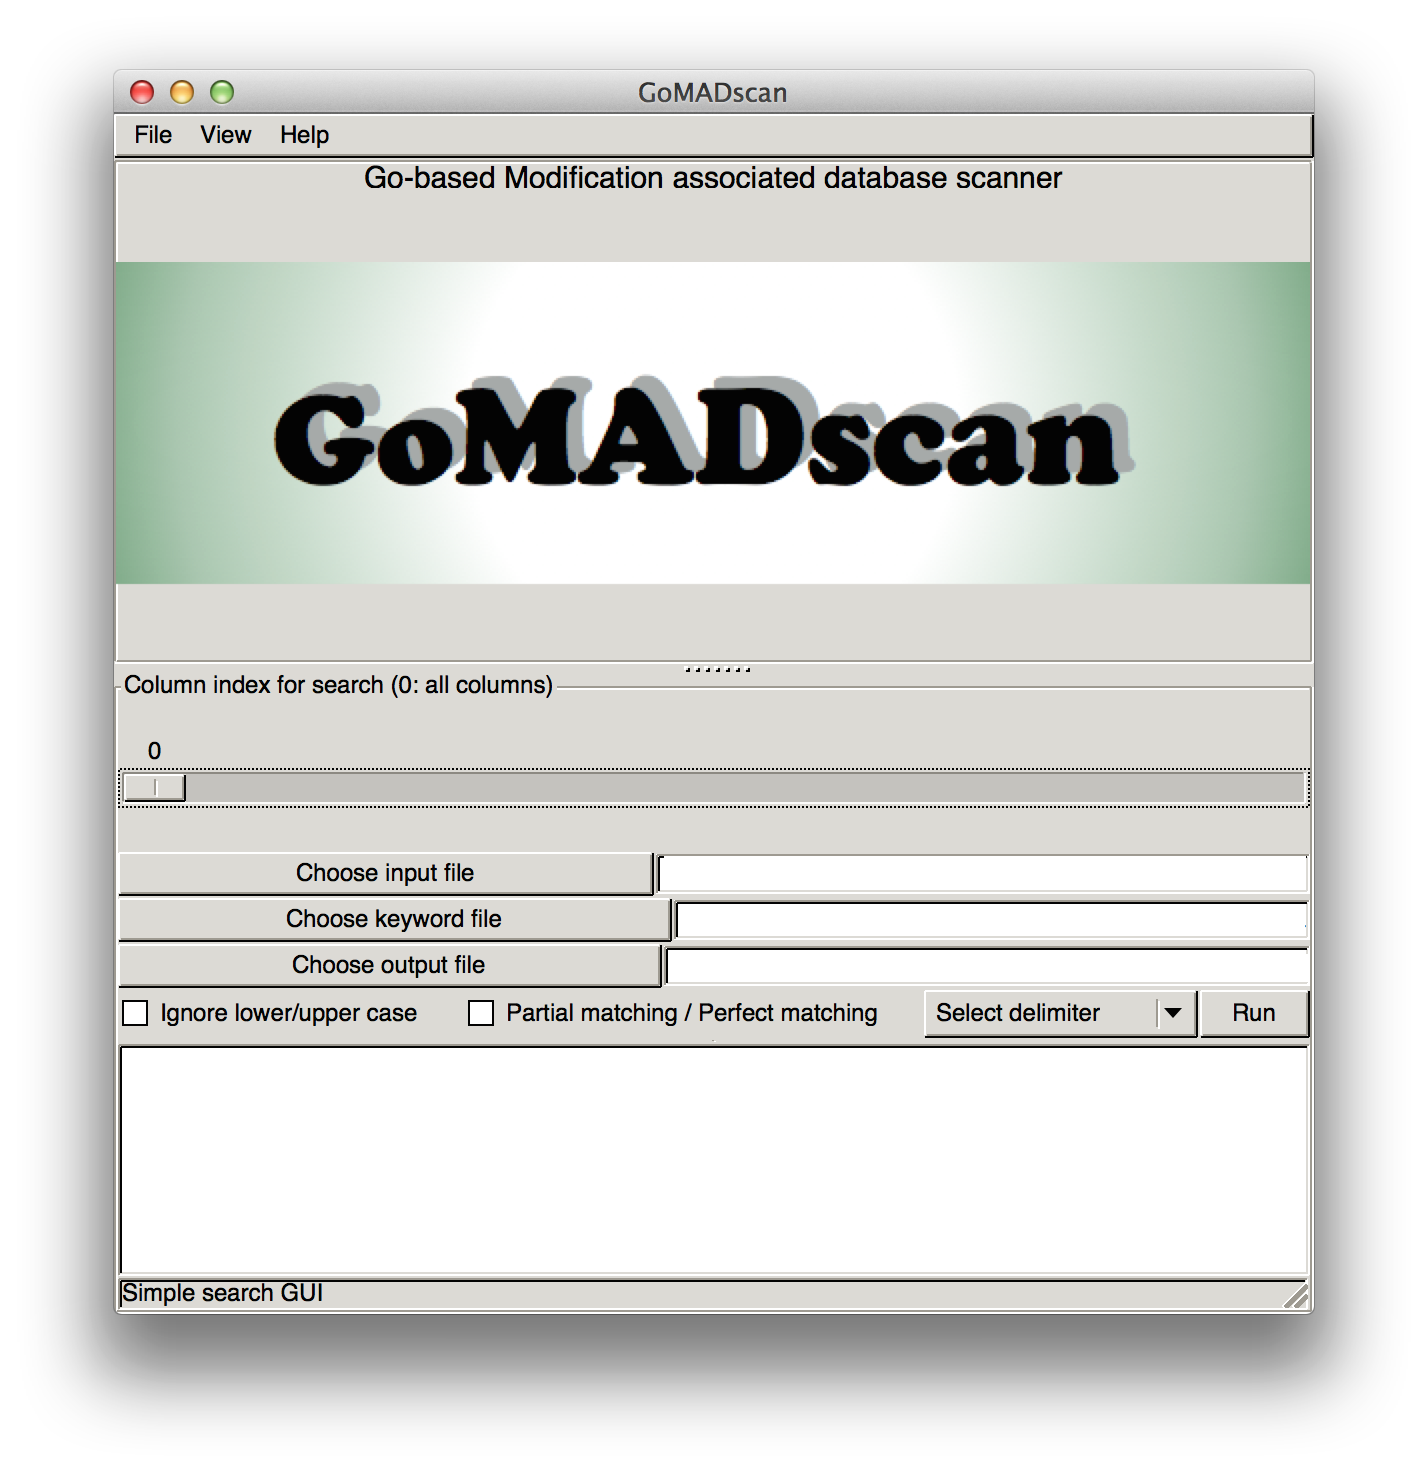 GoMADscan
File View Help
Go-based Modification associated database scanner
GoMADscan
Column index for search (0: all columns)
0
Choose input file
Choose keyword file
Choose output file
Ignore lower/upper case Partial matching / Perfect matching Select delimiter Run
Simple search GUI